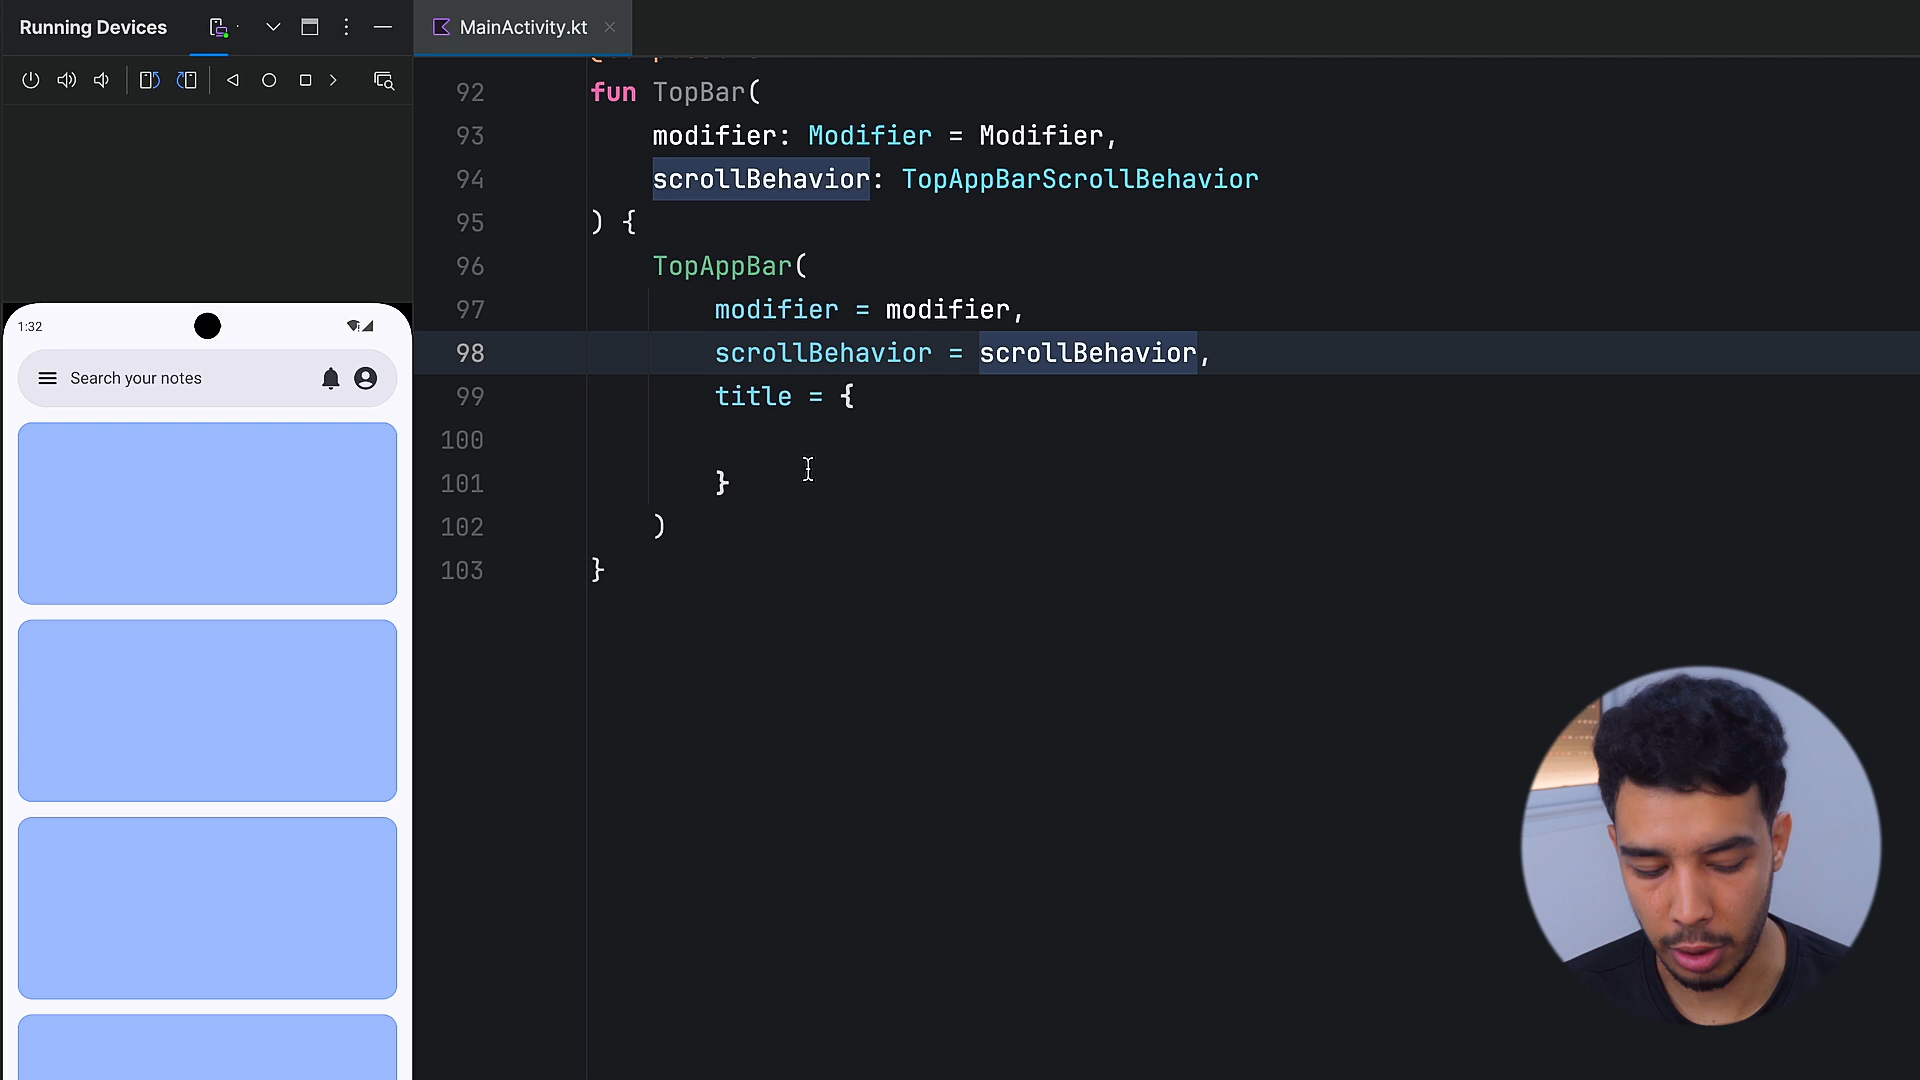 Running Devices
MainActivity.kt
92 fun TopBar(
93 modifier: Modifier = Modifier,
94 scrollBehavior: TopAppBarScrollBehavior
95 ) {
96 TopAppBar(
97 modifier = modifier,
98 scrollBehavior = scrollBehavior,
99 title = {
100
101 }
102 )
103 }
1:32
Search your notes